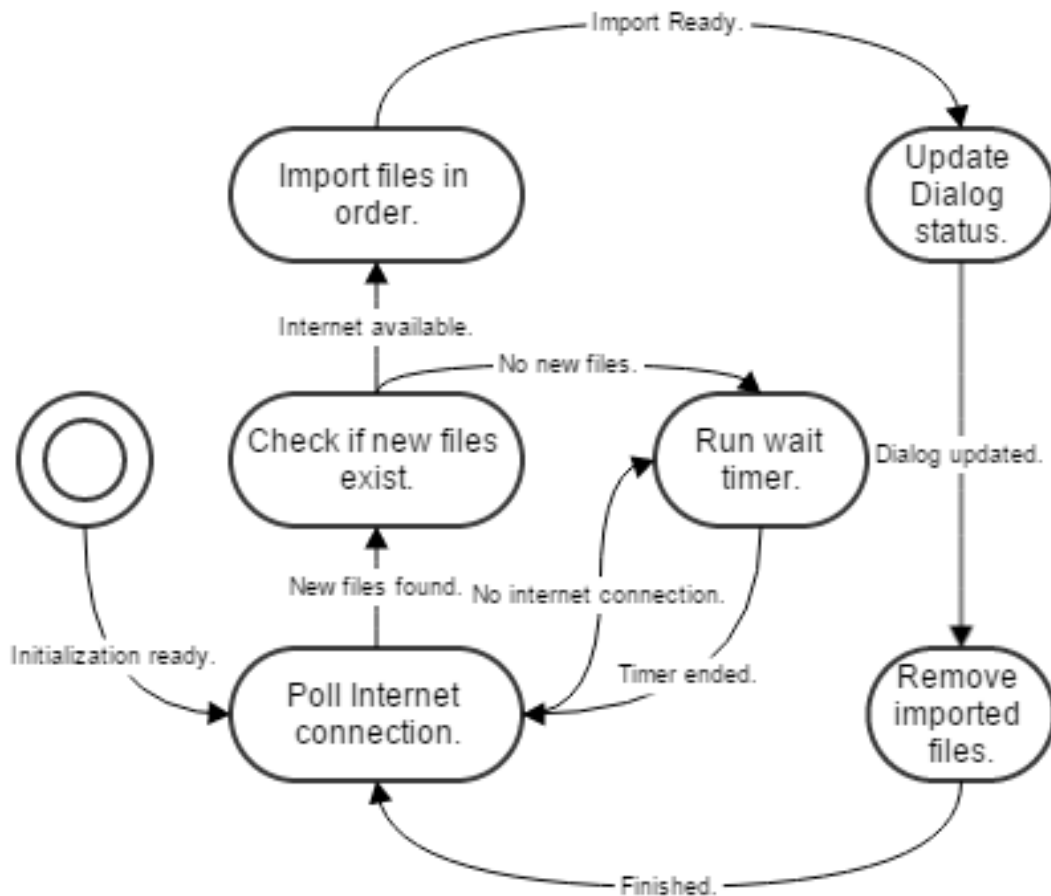 Import Ready.
Import files in
order.
Update
Dialog
status.
Internet available.
No new files.
Check if new files
exist.
Run wait
timer.
Dialog updated.
New files found.
No internet connection.
Initialization ready.
Timer ended.
Poll Internet
connection.
Remove
imported
files.
Finished.